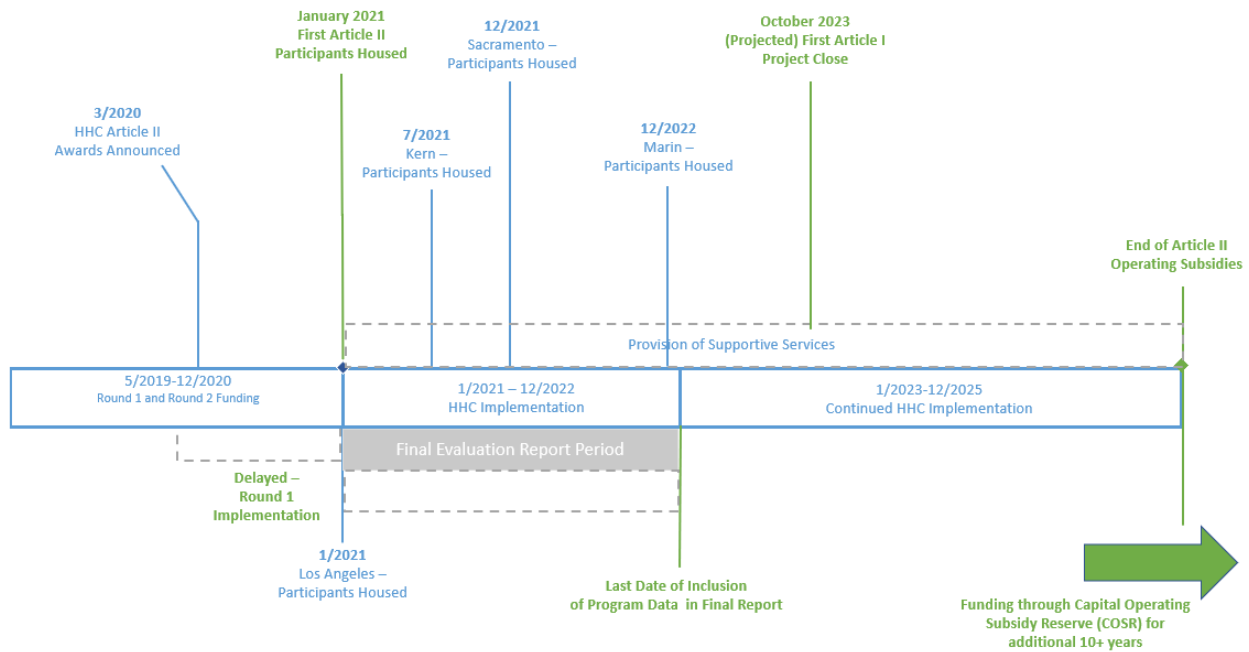 January 2021
First Article II
Participants Housed
12/2021
Sacramento –
Participants Housed
October 2023
(Projected) First Article I
Project Close
3/2020
HHC Article II
Awards Announced
7/2021
Kern –
Participants Housed
12/2022
Marin –
Participants Housed
End of Article II
Operating Subsidies
Provision of Supportive Services
5/2019-12/2020
Round 1 and Round 2 Funding
1/2021 – 12/2022
HHC Implementation
1/2023-12/2025
Continued HHC Implementation
Final Evaluation Report Period
Delayed –
Round 1
Implementation
1/2021
Los Angeles –
Participants Housed
Last Date of Inclusion
of Program Data in Final Report
Funding through Capital Operating
Subsidy Reserve (COSR) for
additional 10+ years